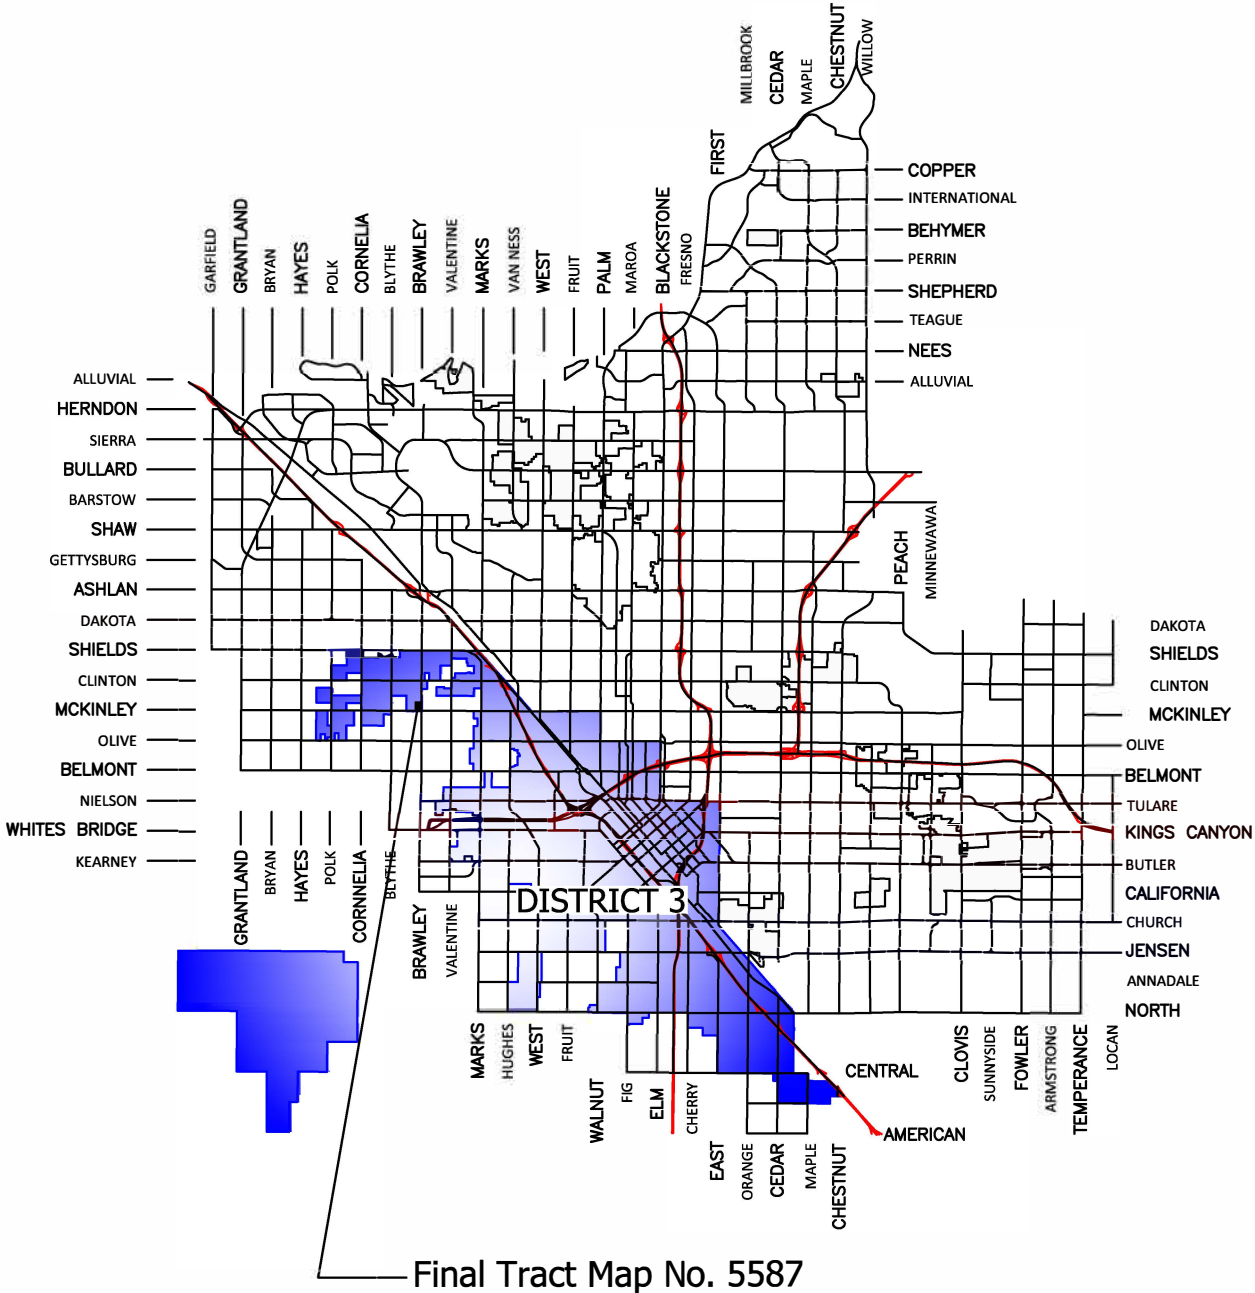 MILLBROOK
CEDAR
MAPLE
CHESTNUT
WILLOW
FIRST
COPPER
INTERNATIONAL
BEHYMER
PERRIN
SHEPHERD
TEAGUE
NEES
ALLUVIAL
GARFIELD
GRANTLAND
BRYAN
HAYES
POLK
CORNELIA
BLYTHE
BRAWLEY
VALENTINE
MARKS
VAN NESS
WEST
FRUIT
PALM
MAROA
BLACKSTONE
FRESNO
ALLUVIAL
HERNDON
SIERRA
BULLARD
BARSTOW
SHAW
GETTYSBURG
ASHLAN
DAKOTA
SHIELDS
CLINTON
MCKINLEY
OLIVE
BELMONT
NIELSON
WHITES BRIDGE
KEARNEY
PEACH
MINNEWAWA
DAKOTA
SHIELDS
CLINTON
MCKINLEY
OLIVE
BELMONT
TULARE
KINGS CANYON
BUTLER
CALIFORNIA
CHURCH
JENSEN
ANNADALE
NORTH
GRANTLAND
BRYAN
HAYES
POLK
CORNELIA
BLYTHE
BRAWLEY
VALENTINE
DISTRICT 3
MARKS
HUGHES
WEST
FRUIT
WALNUT
FIG
ELM
CHERRY
EAST
ORANGE
CEDAR
MAPLE
CHESTNUT
CENTRAL
AMERICAN
CLOVIS
SUNNYSIDE
FOWLER
ARMSTRONG
TEMPERANCE
LOCAN
Final Tract Map No. 5587